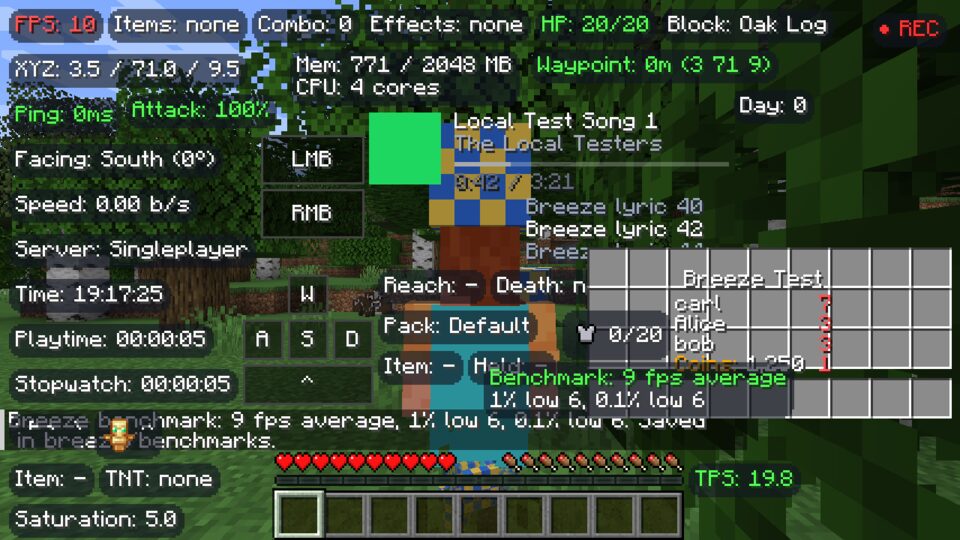 FPS: 10 Items: none Combo: 0 Effects: none HP: 20/20 Block: Oak Log REC
XYZ: 3.5 / 71.0 / 9.5
Mem: 771 / 2048 MB
Waypoint: 0m (3 71 9)
CPU: 4 cores
Ping: 0ms
Attack: 100%
Day: 0
Local Test Song 1
The Local Testers
0:42 / 3:21
Facing: South (0°)
LMB
Speed: 0.00 b/s
RMB
Breeze lyric 40
Breeze lyric 42
Breeze
Server: Singleplayer
Time: 19:17:25
W
Reach: - Death: n
Breeze Test
carl 7
Alice 3
bob 3
Coins: 1,250 1
Playtime: 00:00:05
A S D
Pack: Default
0/20
Item: - Held: -
Stopwatch: 00:00:05
^
Benchmark: 9 fps average
1% low 6, 0.1% low 6
Breeze benchmark: 9 fps average, 1% low 6, 0.1% low 6. Saved
in breeze benchmarks.
Item: - TNT: none
TPS: 19.8
Saturation: 5.0